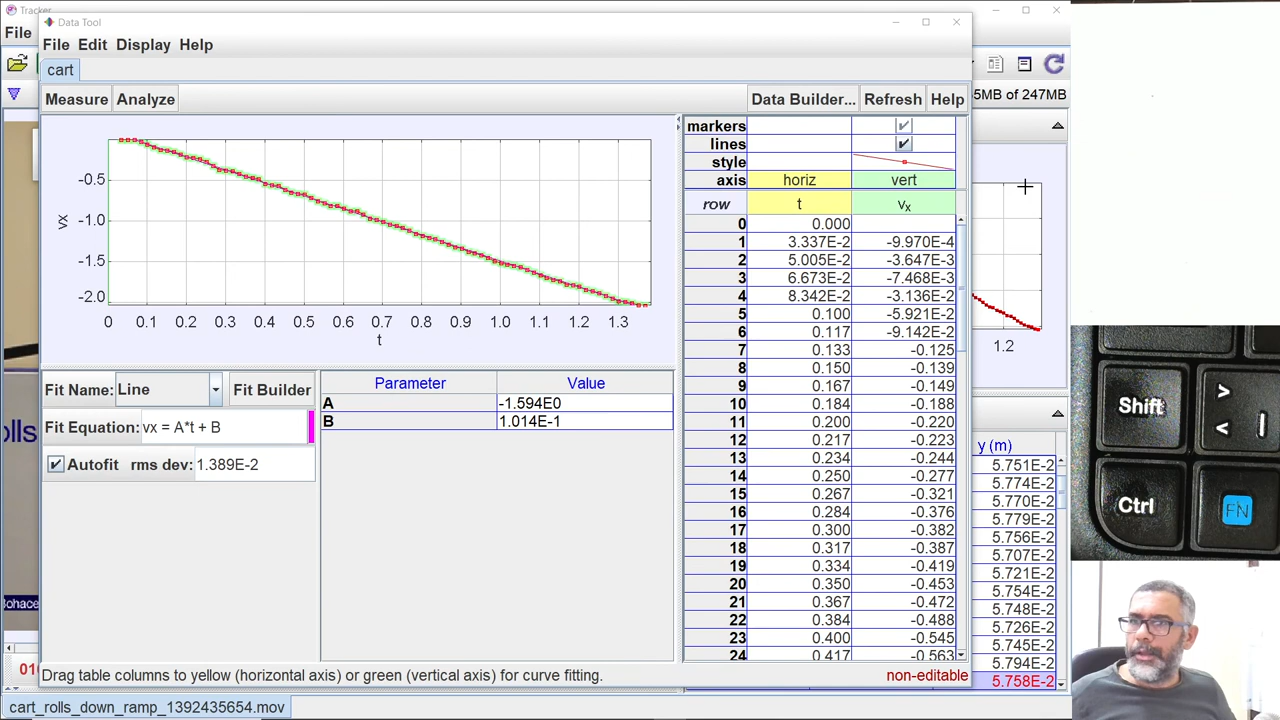 Tracker
File
Data Tool
File Edit Display Help
cart
Measure Analyze
Data Builder... Refresh Help
5MB of 247MB
markers
lines
style
axis horiz vert
row t vx
0 0.000
1 3.337E-2 -9.970E-4
2 5.005E-2 -3.647E-3
3 6.673E-2 -7.468E-3
4 8.342E-2 -3.136E-2
5 0.100 -5.921E-2
6 0.117 -9.142E-2
7 0.133 -0.125
8 0.150 -0.139
9 0.167 -0.149
10 0.184 -0.188
11 0.200 -0.220
12 0.217 -0.223
13 0.234 -0.244
14 0.250 -0.277
15 0.267 -0.321
16 0.284 -0.376
17 0.300 -0.382
18 0.317 -0.387
19 0.334 -0.419
20 0.350 -0.453
21 0.367 -0.472
22 0.384 -0.488
23 0.400 -0.545
24 0.417 -0.563
vx
-0.5
-1.0
-1.5
-2.0
0 0.1 0.2 0.3 0.4 0.5 0.6 0.7 0.8 0.9 1.0 1.1 1.2 1.3
t
Fit Name: Line Fit Builder
Fit Equation: vx = A*t + B
Autofit rms dev: 1.389E-2
Parameter Value
A -1.594E0
B 1.014E-1
1.2
y (m)
5.751E-2
5.774E-2
5.770E-2
5.779E-2
5.756E-2
5.707E-2
5.721E-2
5.754E-2
5.748E-2
5.726E-2
5.745E-2
5.794E-2
5.758E-2
olls
Bohace
010
Drag table columns to yellow (horizontal axis) or green (vertical axis) for curve fitting.
non-editable
cart_rolls_down_ramp_1392435654.mov
Shift
>
<
Ctrl
FN